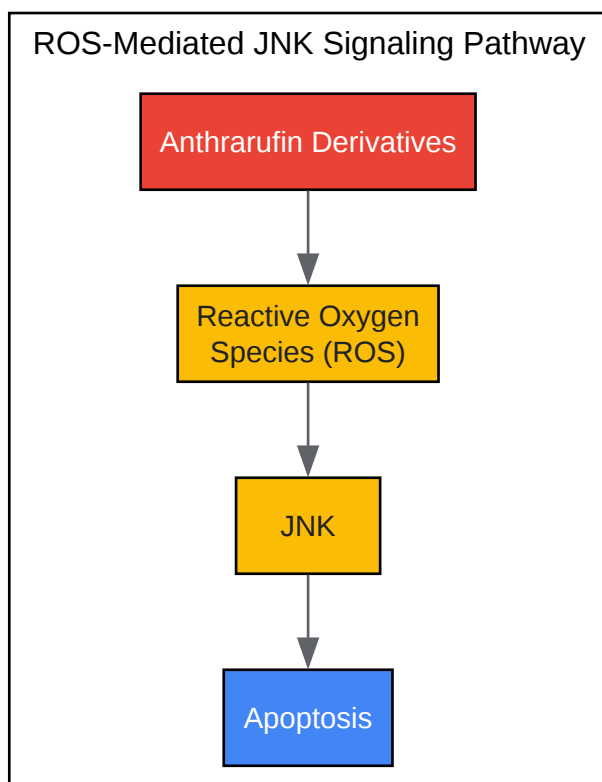 ROS-Mediated JNK Signaling Pathway
Anthrarufin Derivatives
Reactive Oxygen
Species (ROS)
JNK
Apoptosis